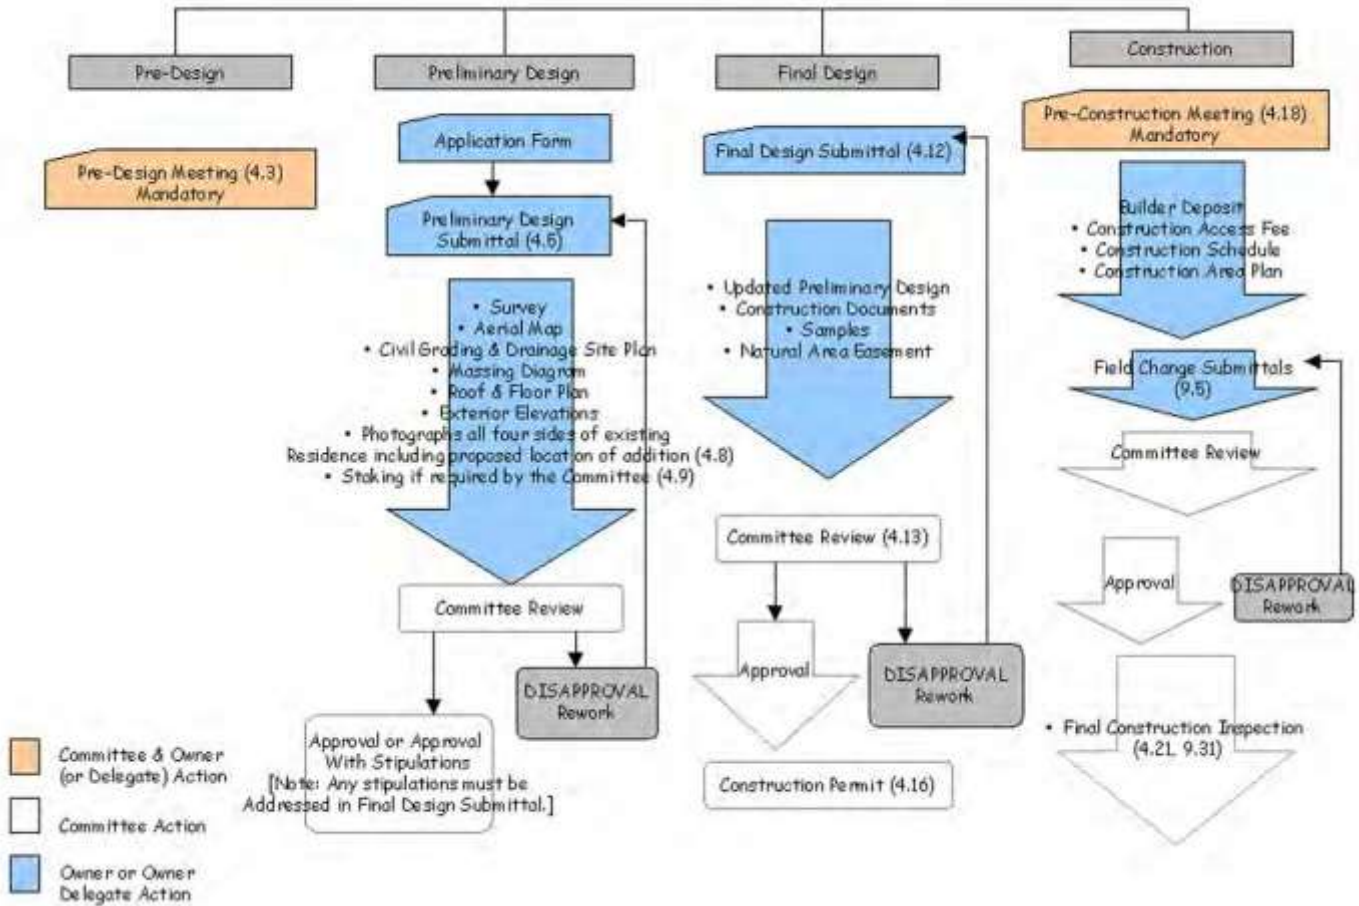 Pre-Design
Pre-Design Meeting (4.3)
Mandatory
Preliminary Design
Application Form
Preliminary Design
Submittal (4.5)
• Survey
• Aerial Map
• Civil Grading & Drainage Site Plan
• Massing Diagram
• Roof & Floor Plan
• Exterior Elevations
• Photographs all four sides of existing
Residence including proposed location of addition (4.8)
• Staking if required by the Committee (4.9)
Committee Review
DISAPPROVAL
Rework
Approval or Approval
With Stipulations
[Note: Any stipulations must be
Addressed in Final Design Submittal.]
Final Design
Final Design Submittal (4.12)
• Updated Preliminary Design
• Construction Documents
• Samples
• Natural Area Easement
Committee Review (4.13)
Approval
DISAPPROVAL
Rework
Construction Permit (4.16)
Construction
Pre-Construction Meeting (4.18)
Mandatory
Builder Deposit
• Construction Access Fee
• Construction Schedule
• Construction Area Plan
Field Change Submittals
(9.5)
Committee Review
Approval
DISAPPROVAL
Rework
• Final Construction Inspection
(4.21, 9.31)
Committee & Owner
(or Delegate) Action
Committee Action
Owner or Owner
Delegate Action